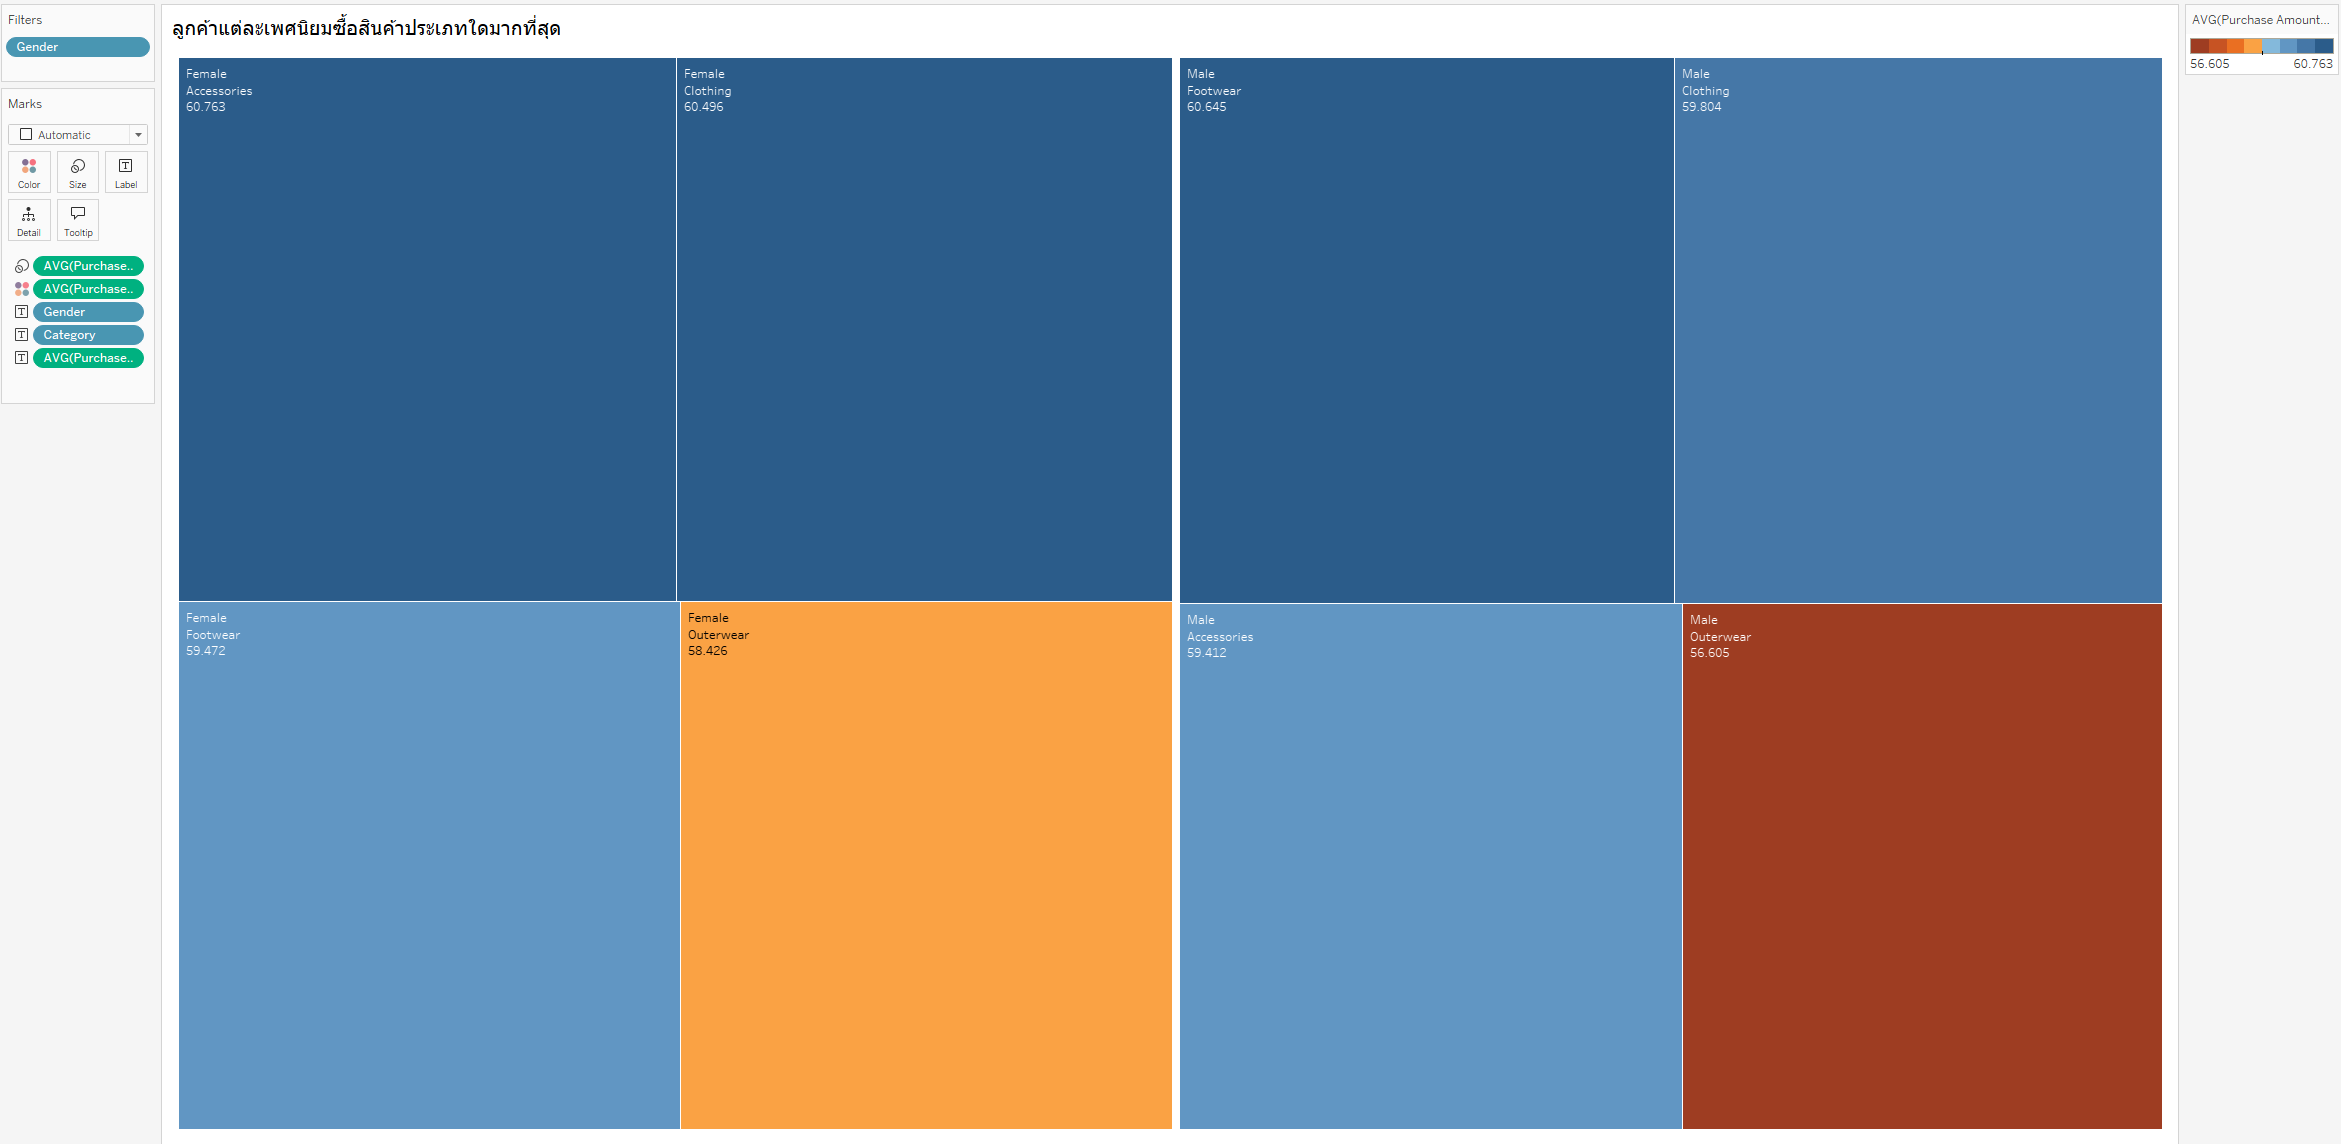 Filters
Gender
Marks
Automatic
Color
Size
Label
Detail
Tooltip
AVG(Purchase..
AVG(Purchase..
Gender
Category
AVG(Purchase..
ลูกค้าแต่ละเพศนิยมซื้อสินค้าประเภทใดมากที่สุด
Female
Accessories
60.763
Female
Clothing
60.496
Male
Footwear
60.645
Male
Clothing
59.804
Female
Footwear
59.472
Female
Outerwear
58.426
Male
Accessories
59.412
Male
Outerwear
56.605
AVG(Purchase Amount...
56.605 60.763